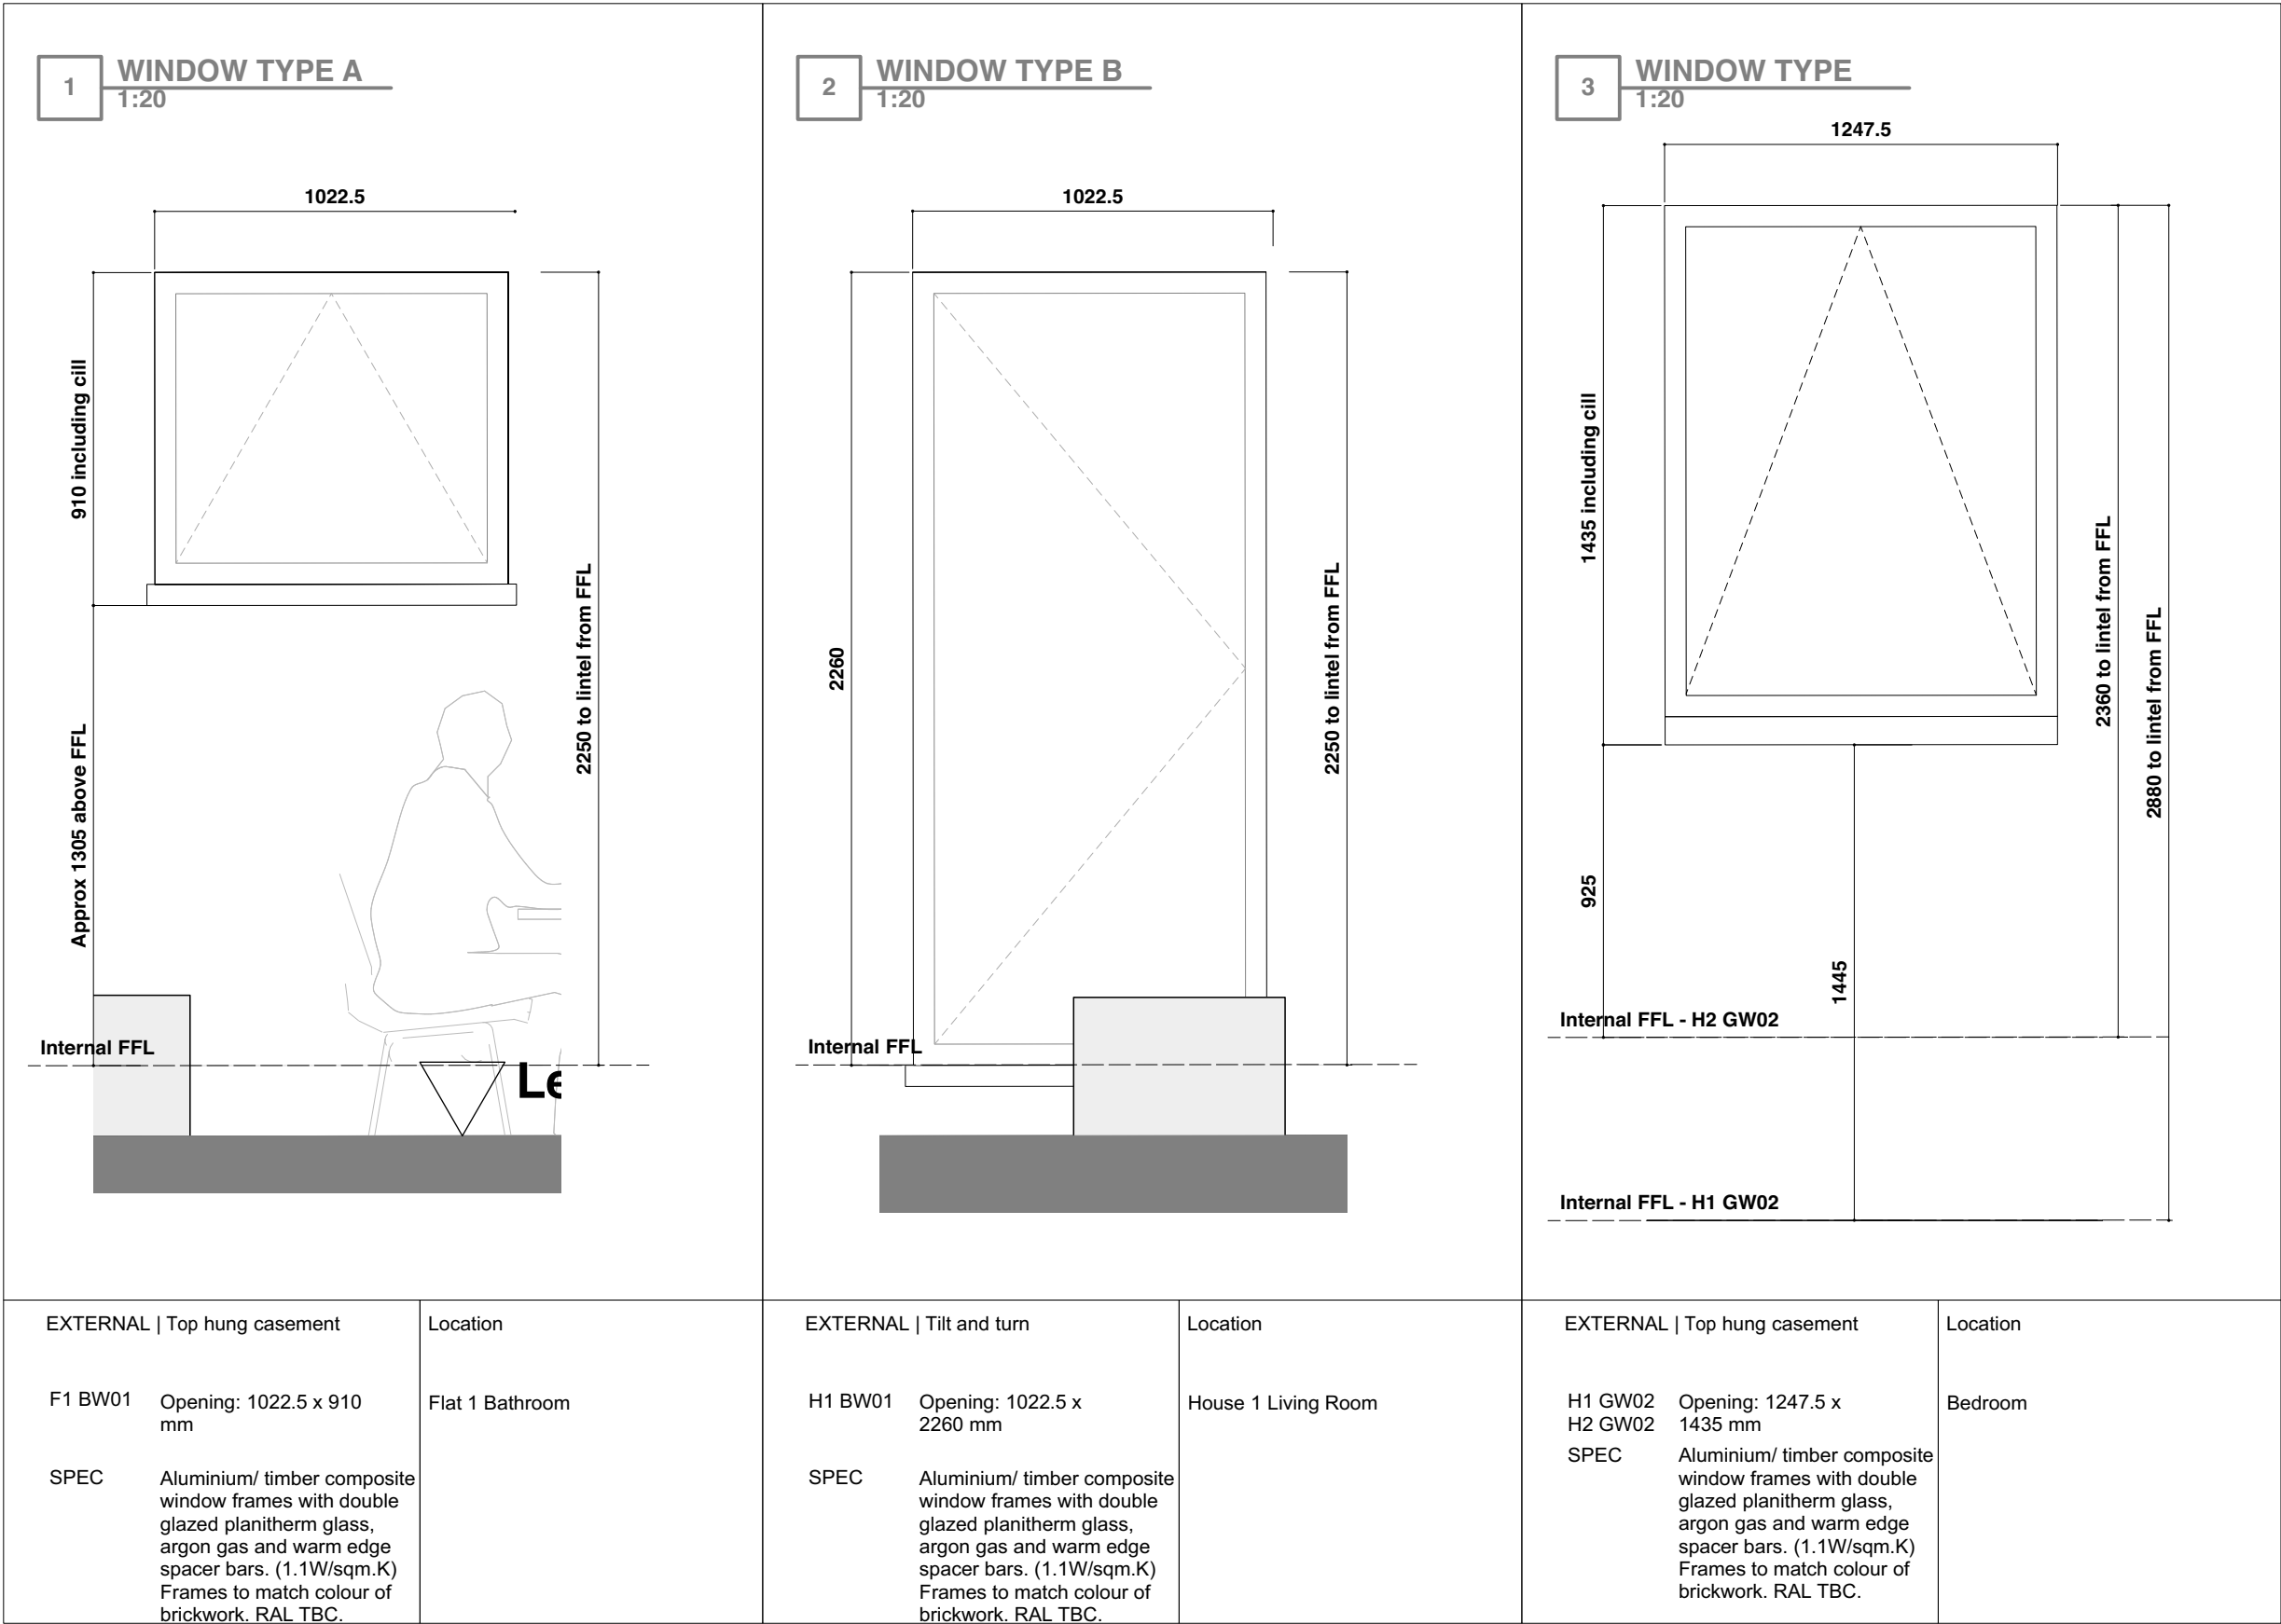 1
WINDOW TYPE A
1:20
1022.5
910 including cill
Approx 1305 above FFL
2250 to lintel from FFL
Internal FFL
Le
EXTERNAL | Top hung casement
Location
F1 BW01
Opening: 1022.5 x 910
mm
Flat 1 Bathroom
SPEC
Aluminium/ timber composite
window frames with double
glazed planitherm glass,
argon gas and warm edge
spacer bars. (1.1W/sqm.K)
Frames to match colour of
brickwork. RAL TBC.
2
WINDOW TYPE B
1:20
1022.5
2260
2250 to lintel from FFL
Internal FFL
EXTERNAL | Tilt and turn
Location
H1 BW01
Opening: 1022.5 x
2260 mm
House 1 Living Room
SPEC
Aluminium/ timber composite
window frames with double
glazed planitherm glass,
argon gas and warm edge
spacer bars. (1.1W/sqm.K)
Frames to match colour of
brickwork. RAL TBC.
3
WINDOW TYPE
1:20
1247.5
1435 including cill
925
1445
2360 to lintel from FFL
2880 to lintel from FFL
Internal FFL - H2 GW02
Internal FFL - H1 GW02
EXTERNAL | Top hung casement
Location
H1 GW02
H2 GW02
Opening: 1247.5 x
1435 mm
Bedroom
SPEC
Aluminium/ timber composite
window frames with double
glazed planitherm glass,
argon gas and warm edge
spacer bars. (1.1W/sqm.K)
Frames to match colour of
brickwork. RAL TBC.